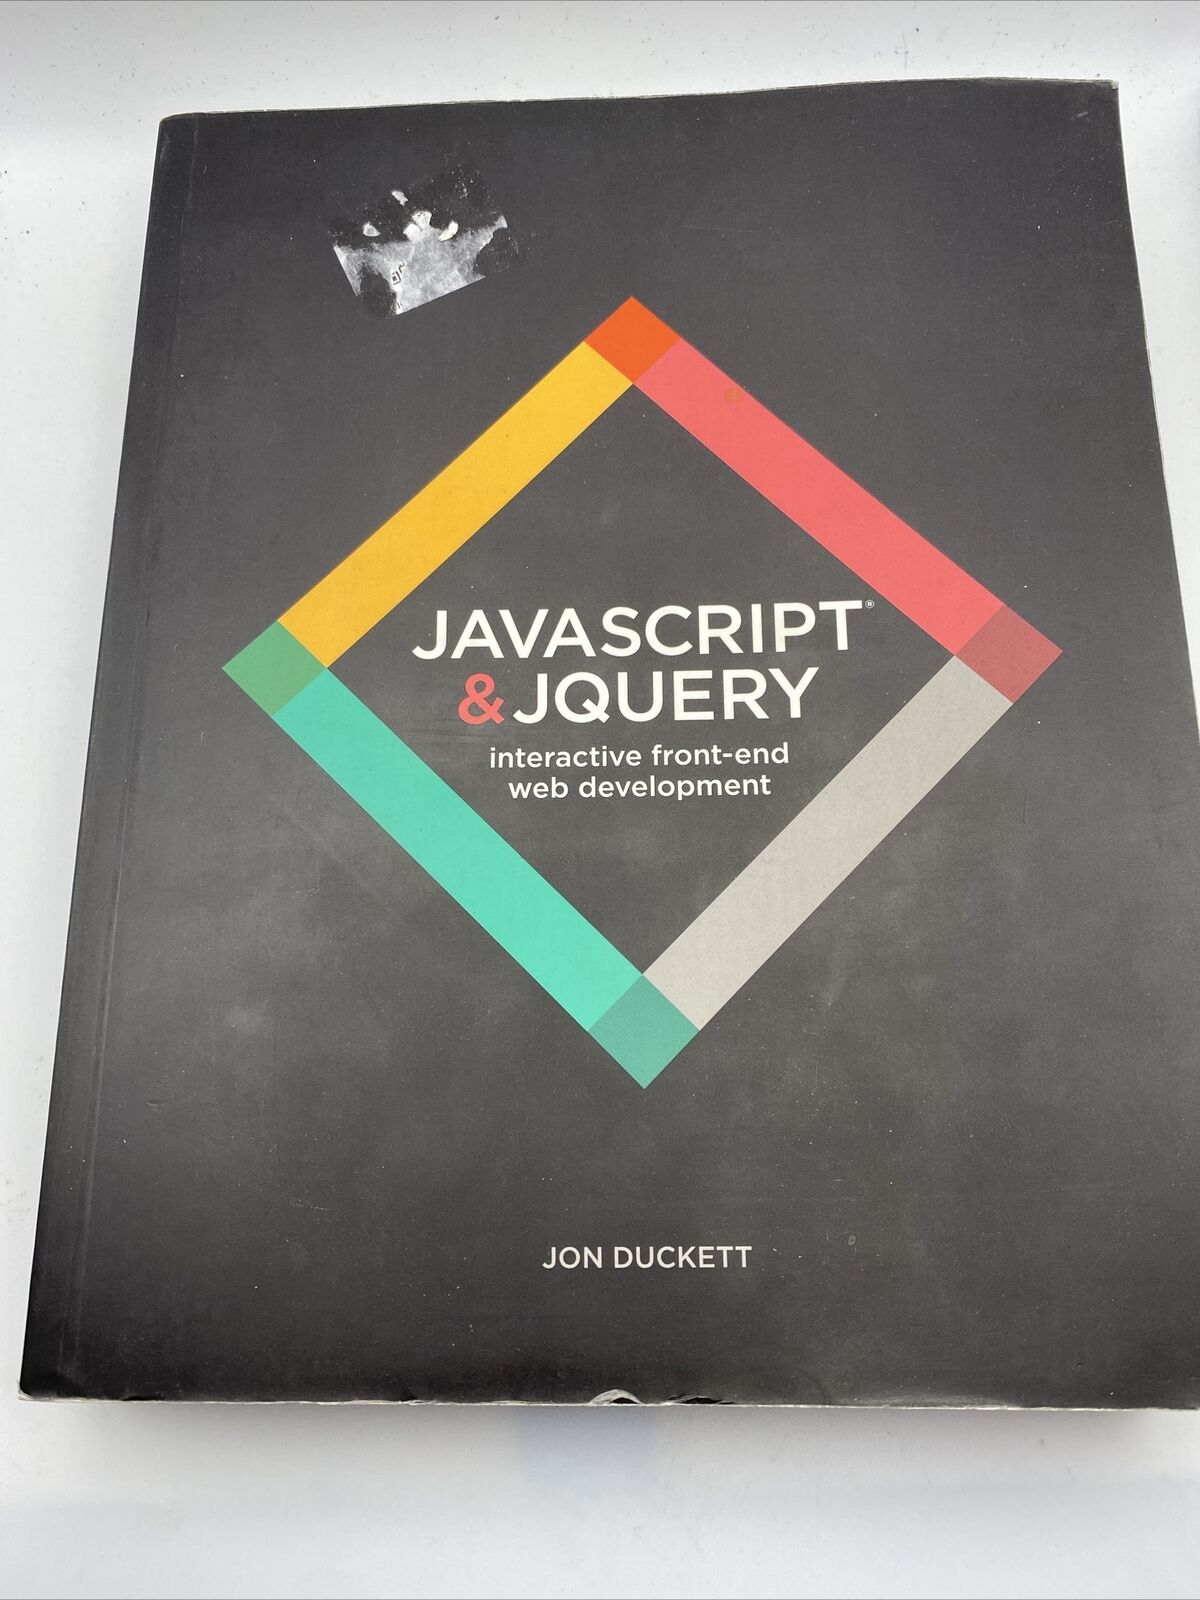 JAVASCRIPT®
& JQUERY
interactive front-end
web development
JON DUCKETT